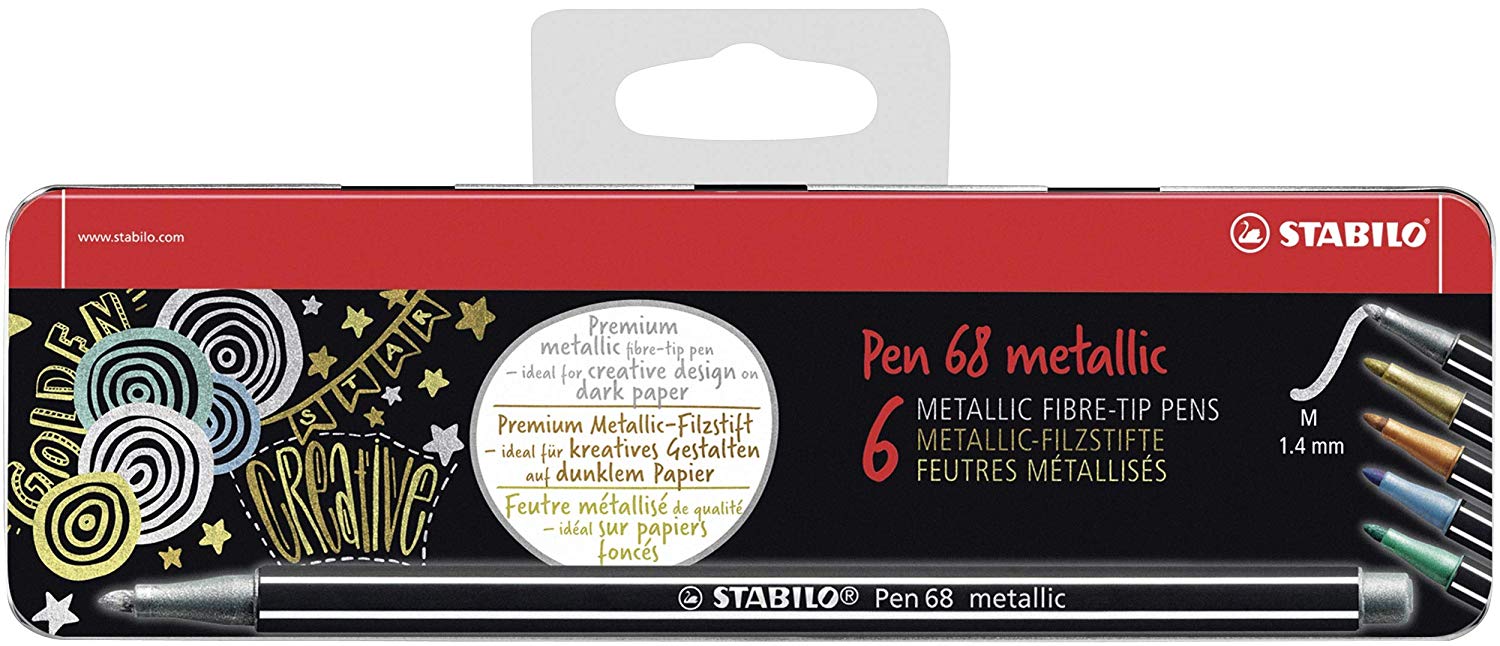 www.stabilo.com
STABILO®
GOLDEN
STAR
CReative
Premium
metallic fibre-tip pen
– ideal for creative design on
dark paper
Premium Metallic-Filzstift
– ideal für kreatives Gestalten
auf dunklem Papier
Feutre métallisé de qualité
– idéal sur papiers
foncés
Pen 68 metallic
6 METALLIC FIBRE-TIP PENS
METALLIC-FILZSTIFTE
FEUTRES MÉTALLISÉS
M
1.4 mm
STABILO® Pen 68 metallic